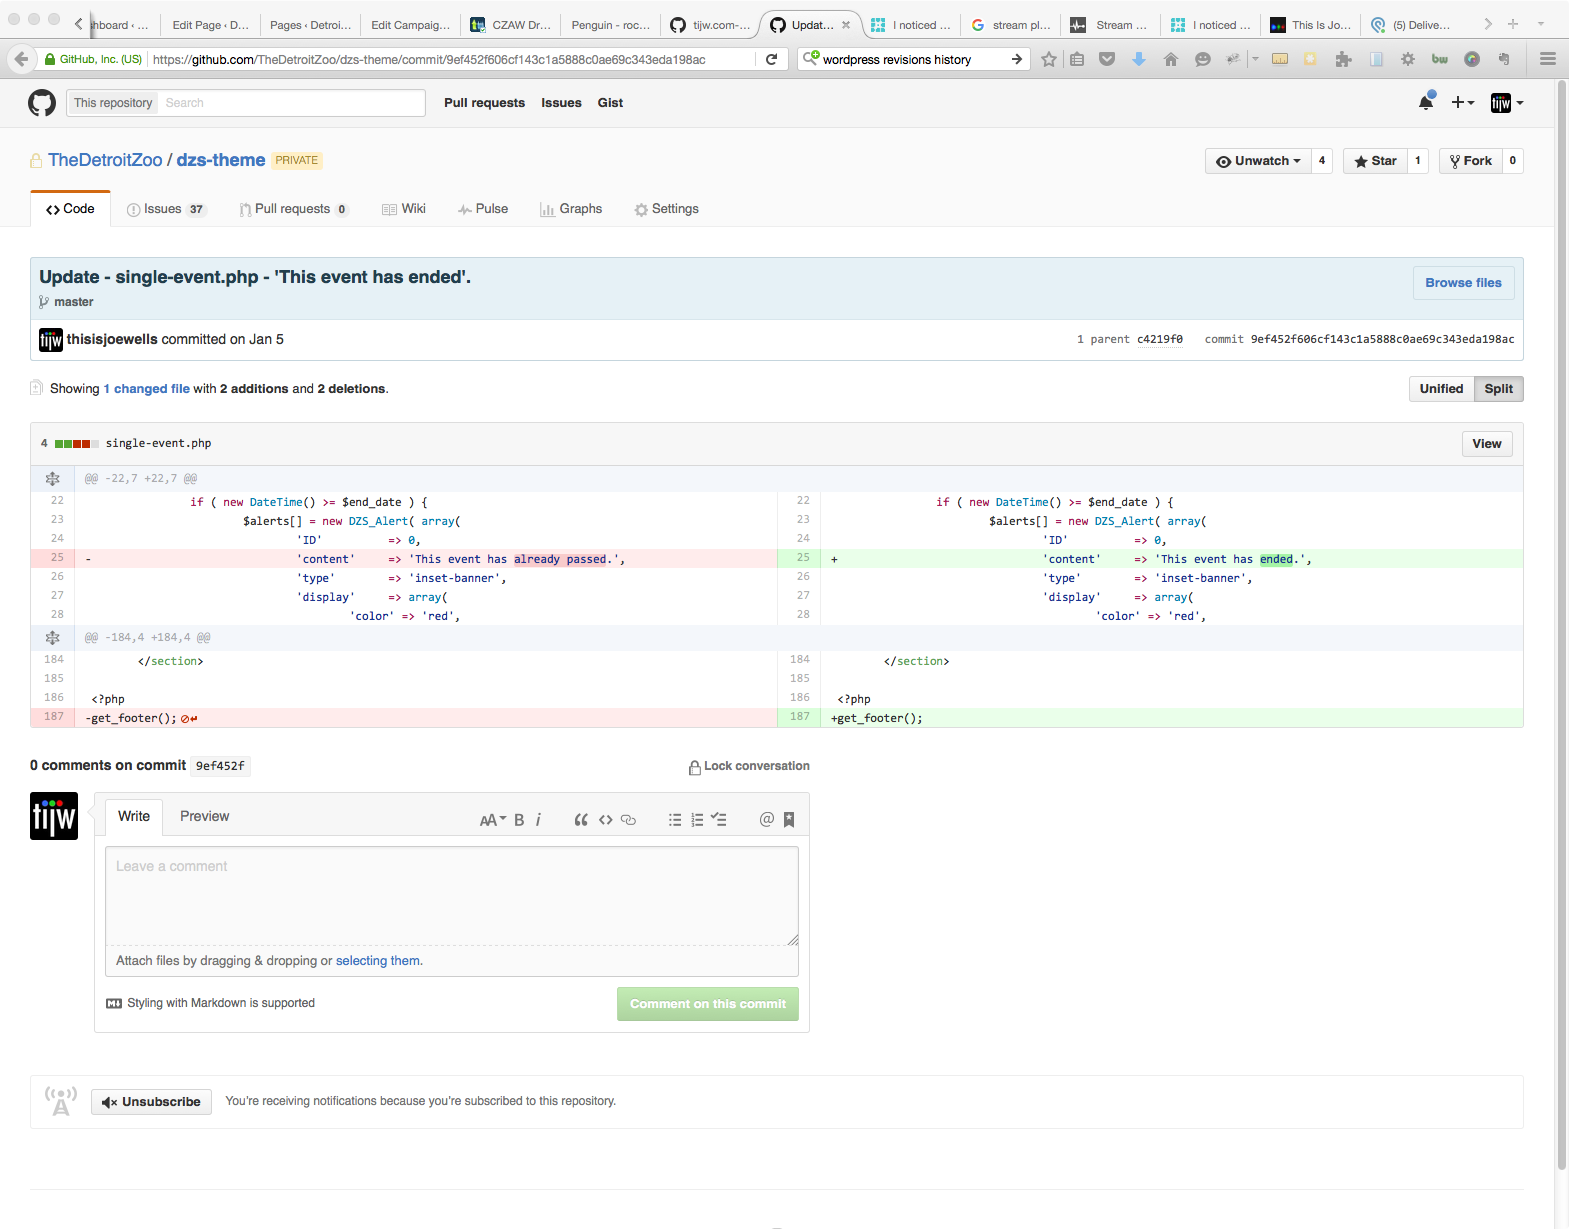 hboard ‹ ...
Edit Page ‹ D...
Pages ‹ Detroi...
Edit Campaig...
CZAW Dr...
Penguin - roc...
tijw.com-...
Updat...
I noticed ...
stream pl...
Stream ...
I noticed ...
This Is Jo...
(5) Delive...
GitHub, Inc. (US)
https://github.com/TheDetroitZoo/dzs-theme/commit/9ef452f606cf143c1a5888c0ae69c343eda198ac
wordpress revisions history
bw
This repository
Search
Pull requests
Issues
Gist
tijw
TheDetroitZoo / dzs-theme PRIVATE
Unwatch 4
Star 1
Fork 0
Code
Issues 37
Pull requests 0
Wiki
Pulse
Graphs
Settings
Update - single-event.php - 'This event has ended'.
Browse files
master
tijw thisisjoewells committed on Jan 5
1 parent c4219f0 commit 9ef452f606cf143c1a5888c0ae69c343eda198ac
Showing 1 changed file with 2 additions and 2 deletions.
Unified Split
4 single-event.php
View
@@ -22,7 +22,7 @@
22 if ( new DateTime() >= $end_date ) { 22 if ( new DateTime() >= $end_date ) {
23 $alerts[] = new DZS_Alert( array( 23 $alerts[] = new DZS_Alert( array(
24 'ID' => 0, 24 'ID' => 0,
25 - 'content' => 'This event has already passed.', 25 + 'content' => 'This event has ended.',
26 'type' => 'inset-banner', 26 'type' => 'inset-banner',
27 'display' => array( 27 'display' => array(
28 'color' => 'red', 28 'color' => 'red',
@@ -184,4 +184,4 @@
184 </section> 184 </section>
185 185
186 <?php 186 <?php
187 -get_footer(); 187 +get_footer();
0 comments on commit 9ef452f
Lock conversation
tijw
Write
Preview
AA B i
@
Leave a comment
Attach files by dragging & dropping or selecting them.
Styling with Markdown is supported
Comment on this commit
Unsubscribe
You're receiving notifications because you're subscribed to this repository.